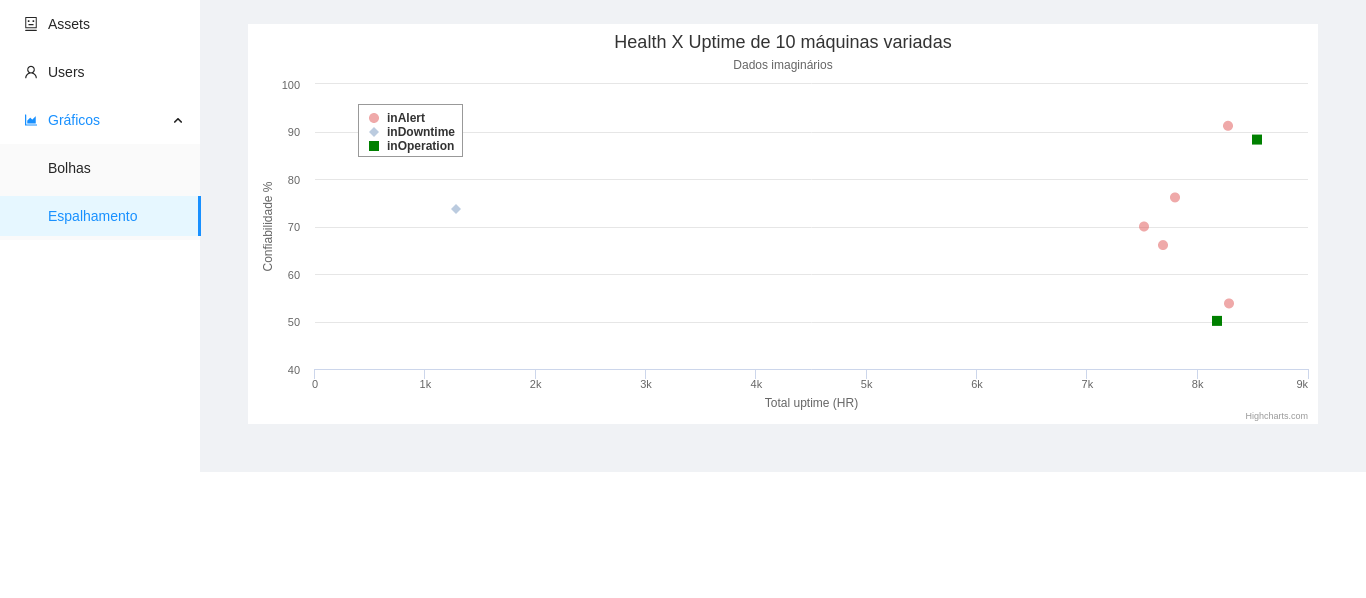 Assets
Users
Gráficos
Bolhas
Espalhamento
Health X Uptime de 10 máquinas variadas
Dados imaginários
Confiabilidade %
100
90
80
70
60
50
40
inAlert
inDowntime
inOperation
0 1k 2k 3k 4k 5k 6k 7k 8k 9k
Total uptime (HR)
Highcharts.com